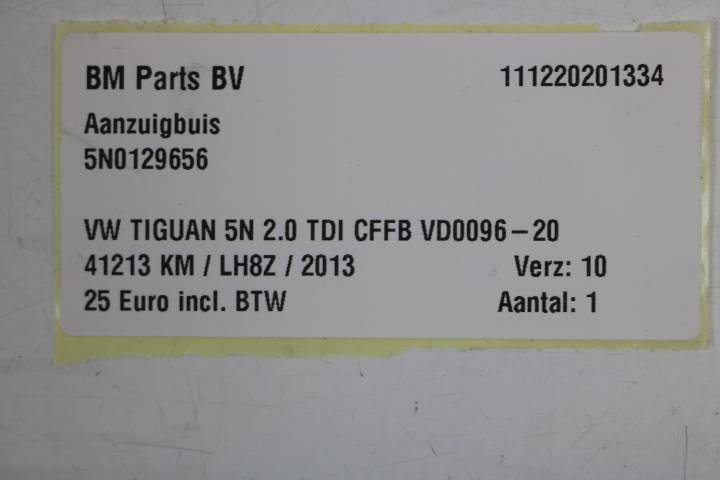 BM Parts BV 111220201334
Aanzuigbuis
5N0129656
VW TIGUAN 5N 2.0 TDI CFFB VD0096-20
41213 KM / LH8Z / 2013 Verz: 10
25 Euro incl. BTW Aantal: 1